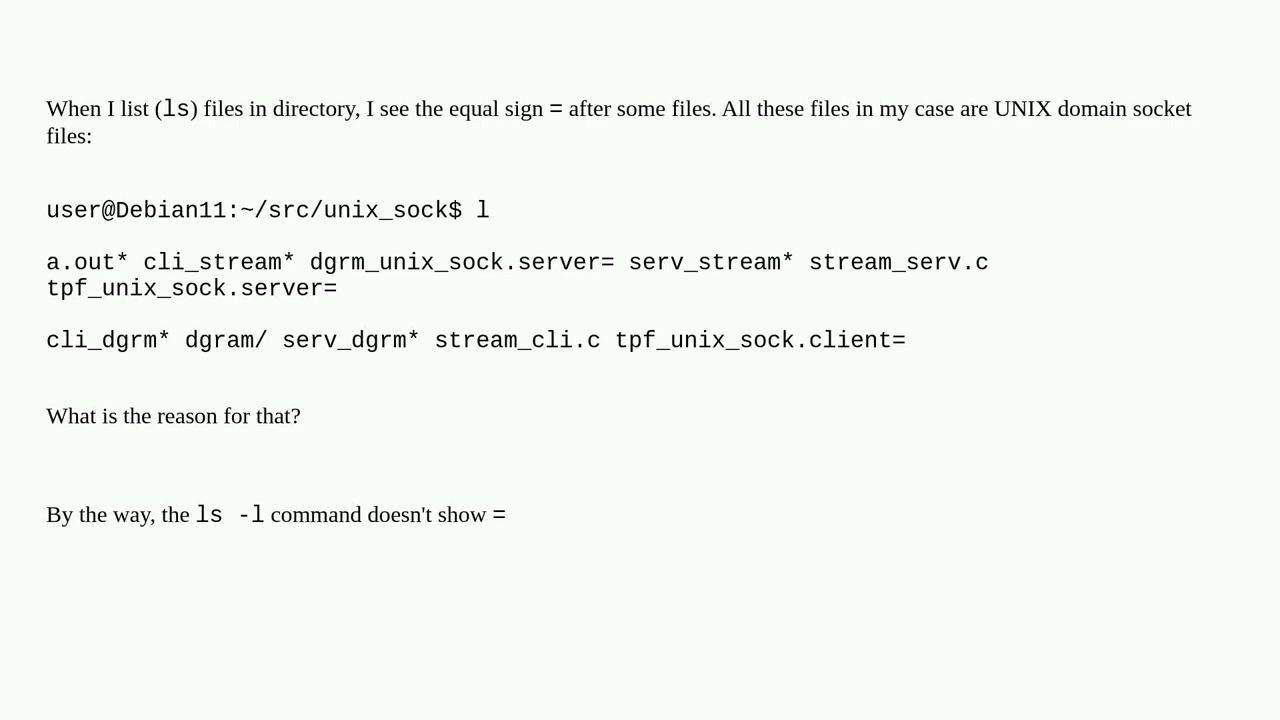 When I list (ls) files in directory, I see the equal sign = after some files. All these files in my case are UNIX domain socket
files:
user@Debian11:~/src/unix_sock$ l
a.out* cli_stream* dgrm_unix_sock.server= serv_stream* stream_serv.c
tpf_unix_sock.server=
cli_dgrm* dgram/ serv_dgrm* stream_cli.c tpf_unix_sock.client=
What is the reason for that?
By the way, the ls -l command doesn't show =